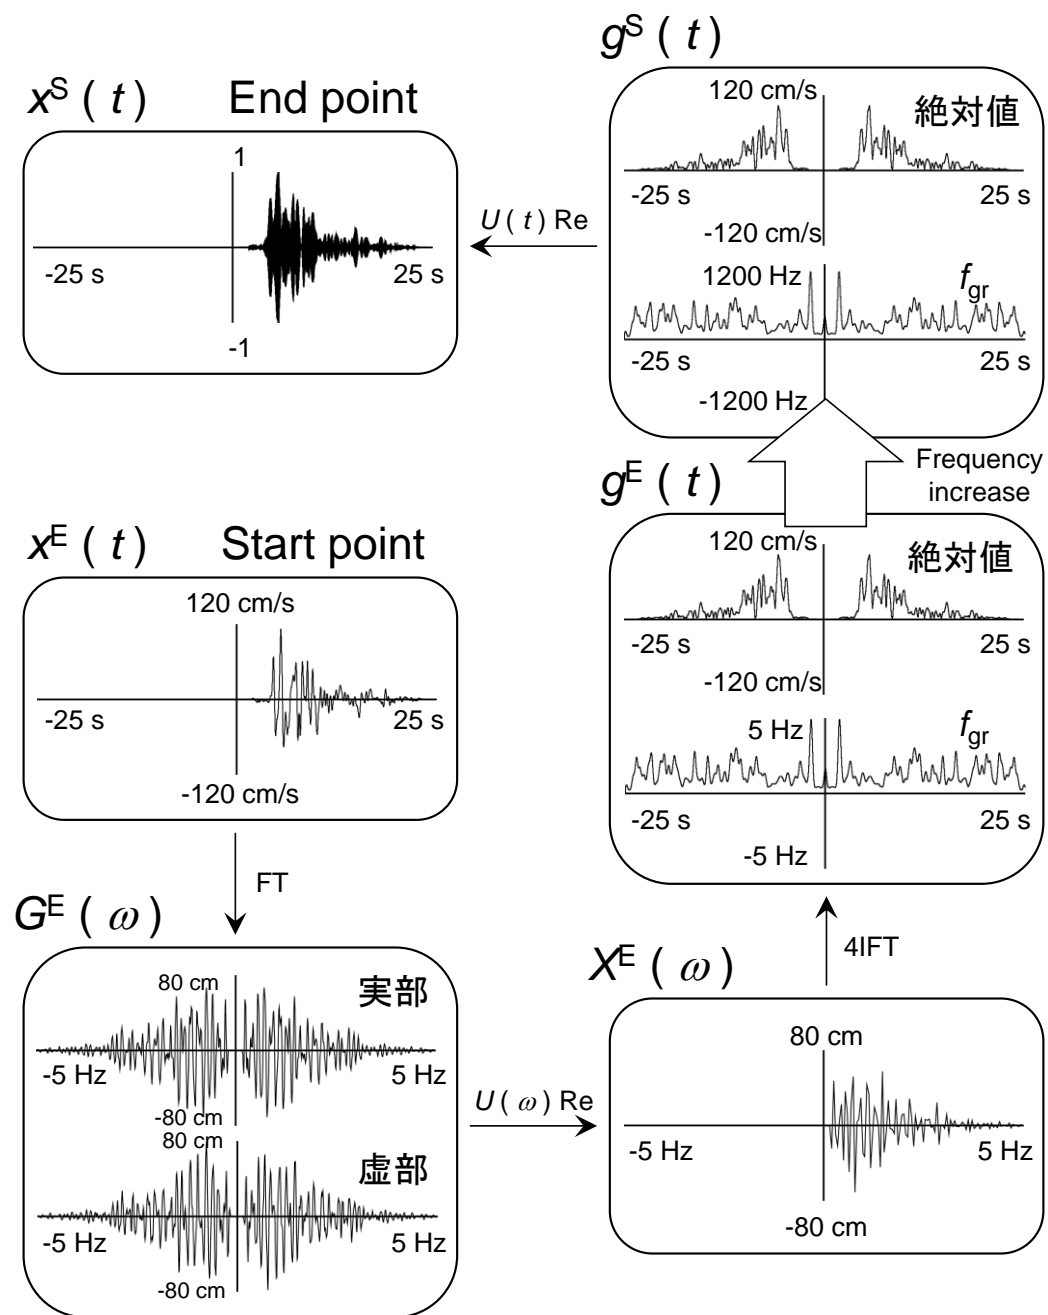 x^S ( t ) End point
1
-25 s
25 s
-1
U ( t ) Re
g^S ( t )
120 cm/s
絶対値
-25 s
25 s
-120 cm/s
1200 Hz
f_gr
-25 s
25 s
-1200 Hz
Frequency
increase
g^E ( t )
120 cm/s
絶対値
-25 s
25 s
-120 cm/s
5 Hz
f_gr
-25 s
25 s
-5 Hz
x^E ( t ) Start point
120 cm/s
-25 s
25 s
-120 cm/s
FT
G^E ( ω )
80 cm
実部
-5 Hz
5 Hz
-80 cm
80 cm
虚部
-5 Hz
5 Hz
-80 cm
U ( ω ) Re
X^E ( ω )
4IFT
80 cm
-5 Hz
5 Hz
-80 cm